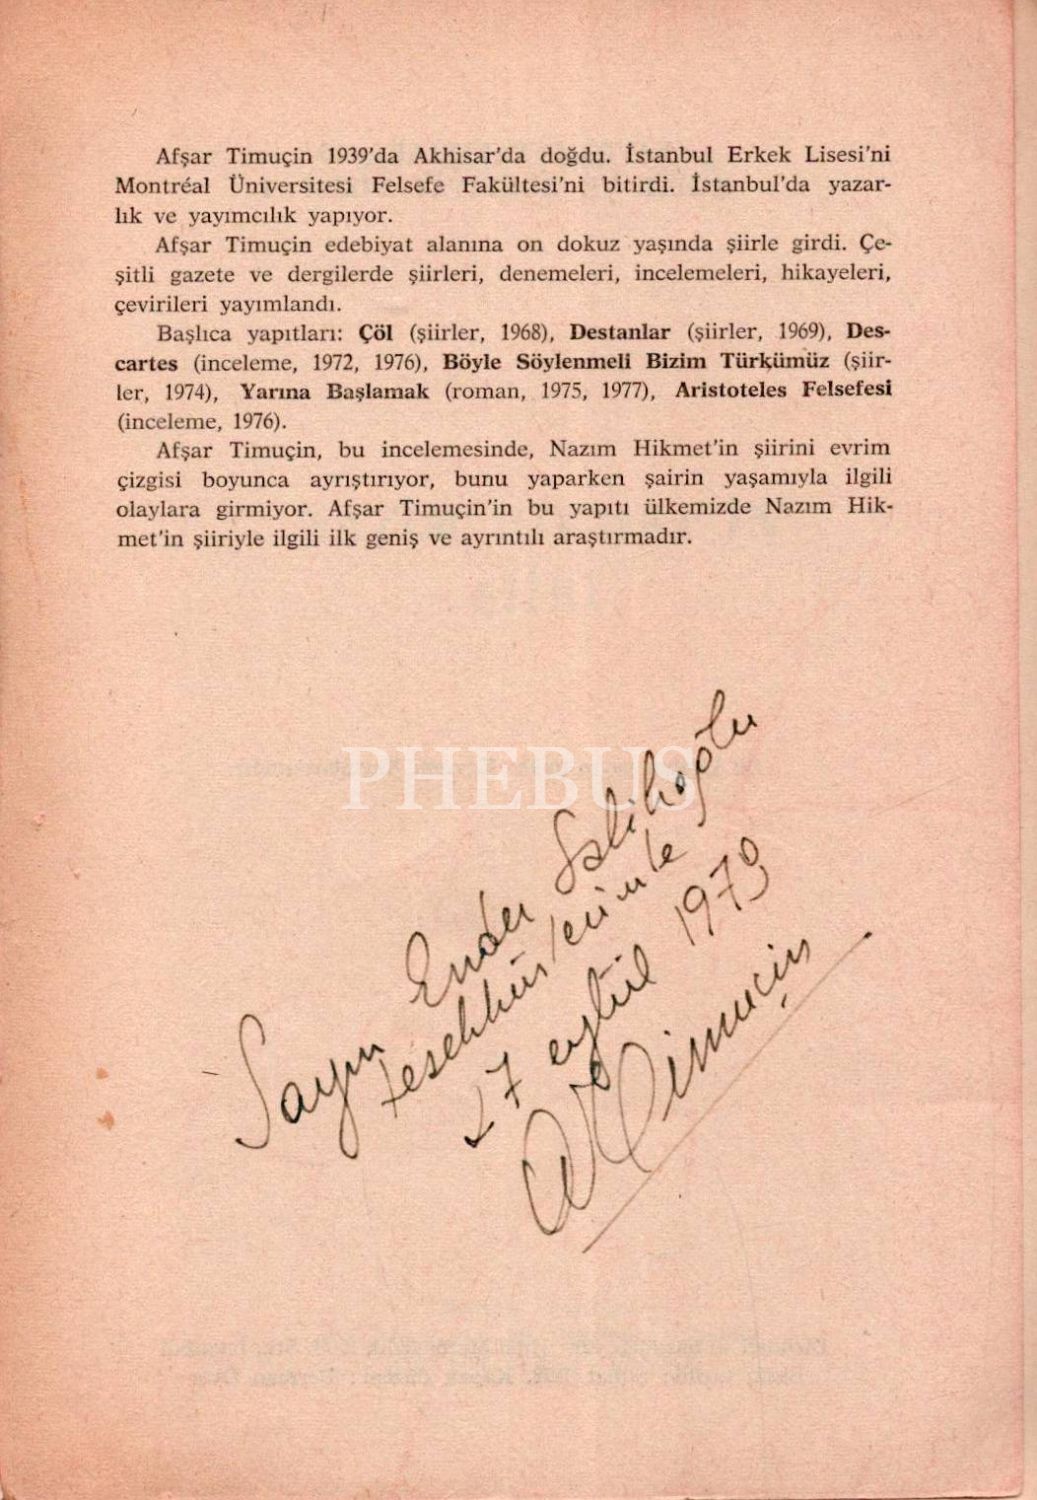 Afşar Timuçin 1939'da Akhisar'da doğdu. İstanbul Erkek Lisesi'ni
Montréal Üniversitesi Felsefe Fakültesi'ni bitirdi. İstanbul'da yazar-
lık ve yayımcılık yapıyor.
Afşar Timuçin edebiyat alanına on dokuz yaşında şiirle girdi. Çe-
şitli gazete ve dergilerde şiirleri, denemeleri, incelemeleri, hikayeleri,
çevirileri yayımlandı.
Başlıca yapıtları: Çöl (şiirler, 1968), Destanlar (şiirler, 1969), Des-
cartes (inceleme, 1972, 1976), Böyle Söylenmeli Bizim Türkümüz (şiir-
ler, 1974), Yarına Başlamak (roman, 1975, 1977), Aristoteles Felsefesi
(inceleme, 1976).
Afşar Timuçin, bu incelemesinde, Nazım Hikmet'in şiirini evrim
çizgisi boyunca ayrıştırıyor, bunu yaparken şairin yaşamıyla ilgili
olaylara girmiyor. Afşar Timuçin'in bu yapıtı ülkemizde Nazım Hik-
met'in şiiriyle ilgili ilk geniş ve ayrıntılı araştırmadır.
PHEBUS
Sayın Ender Salihoğlu
teşekkürlerimle
27 eylül 1979
A Timuçin